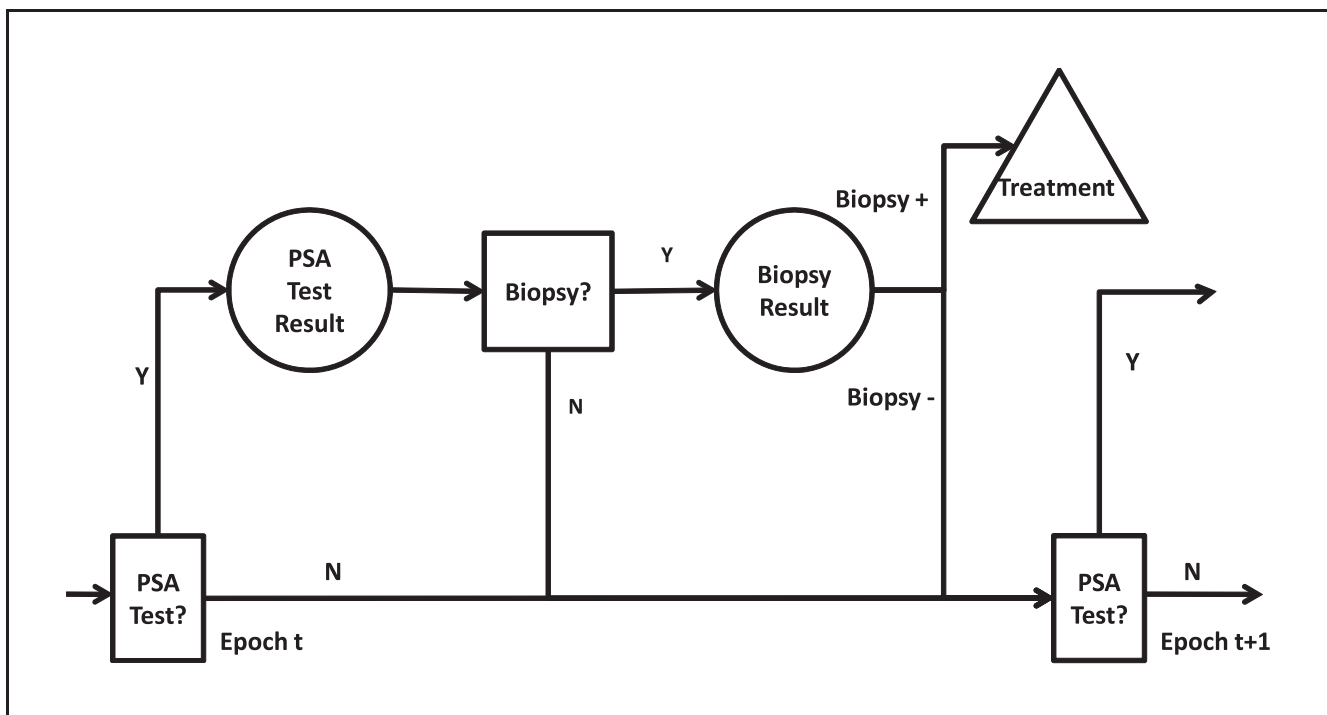 Treatment
Biopsy +
PSA
Test
Result
Biopsy?
Y
Biopsy
Result
Y
Y
Biopsy -
N
PSA
Test?
N
Epoch t
PSA
Test?
N
Epoch t+1